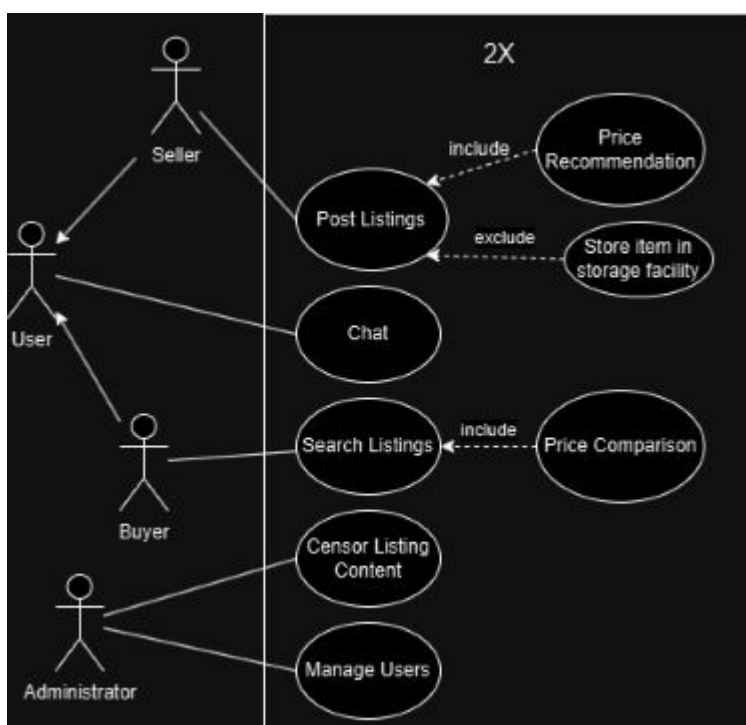 2X
Seller
include
Price
Recommendation
Post Listings
exclude
Store item in
storage facility
User
Chat
Search Listings
include
Price Comparison
Buyer
Censor Listing
Content
Administrator
Manage Users